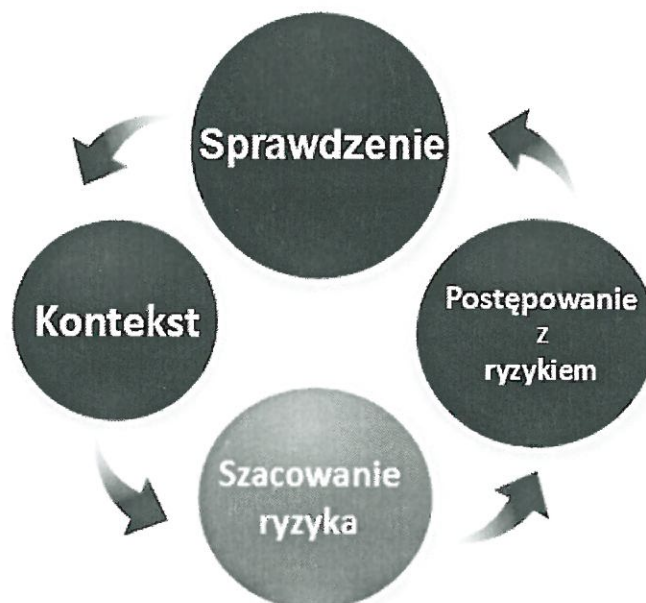 Sprawdzenie
Kontekst
Postępowanie
z
ryzykiem
Szacowanie
ryzyka